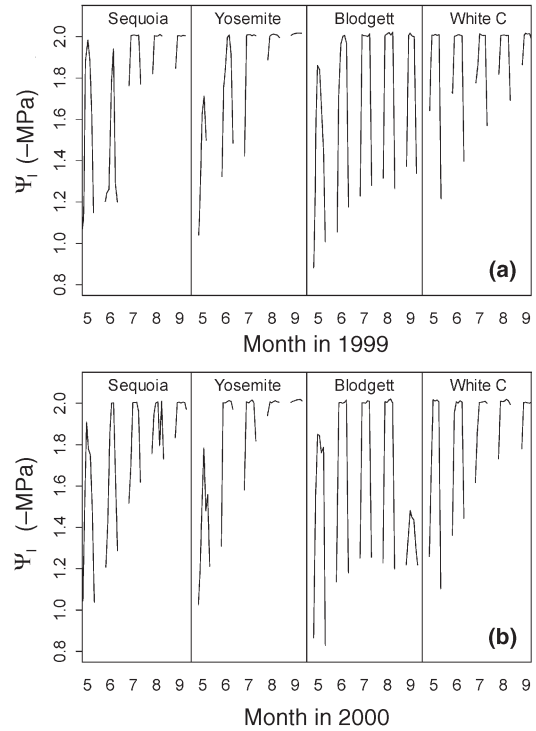 Sequoia Yosemite Blodgett White C
2.0
1.8
1.6
1.4
1.2
1.0
0.8
Ψl (−MPa)
(a)
5 6 7 8 9 5 6 7 8 9 5 6 7 8 9 5 6 7 8 9
Month in 1999
Sequoia Yosemite Blodgett White C
2.0
1.8
1.6
1.4
1.2
1.0
0.8
Ψl (−MPa)
(b)
5 6 7 8 9 5 6 7 8 9 5 6 7 8 9 5 6 7 8 9
Month in 2000